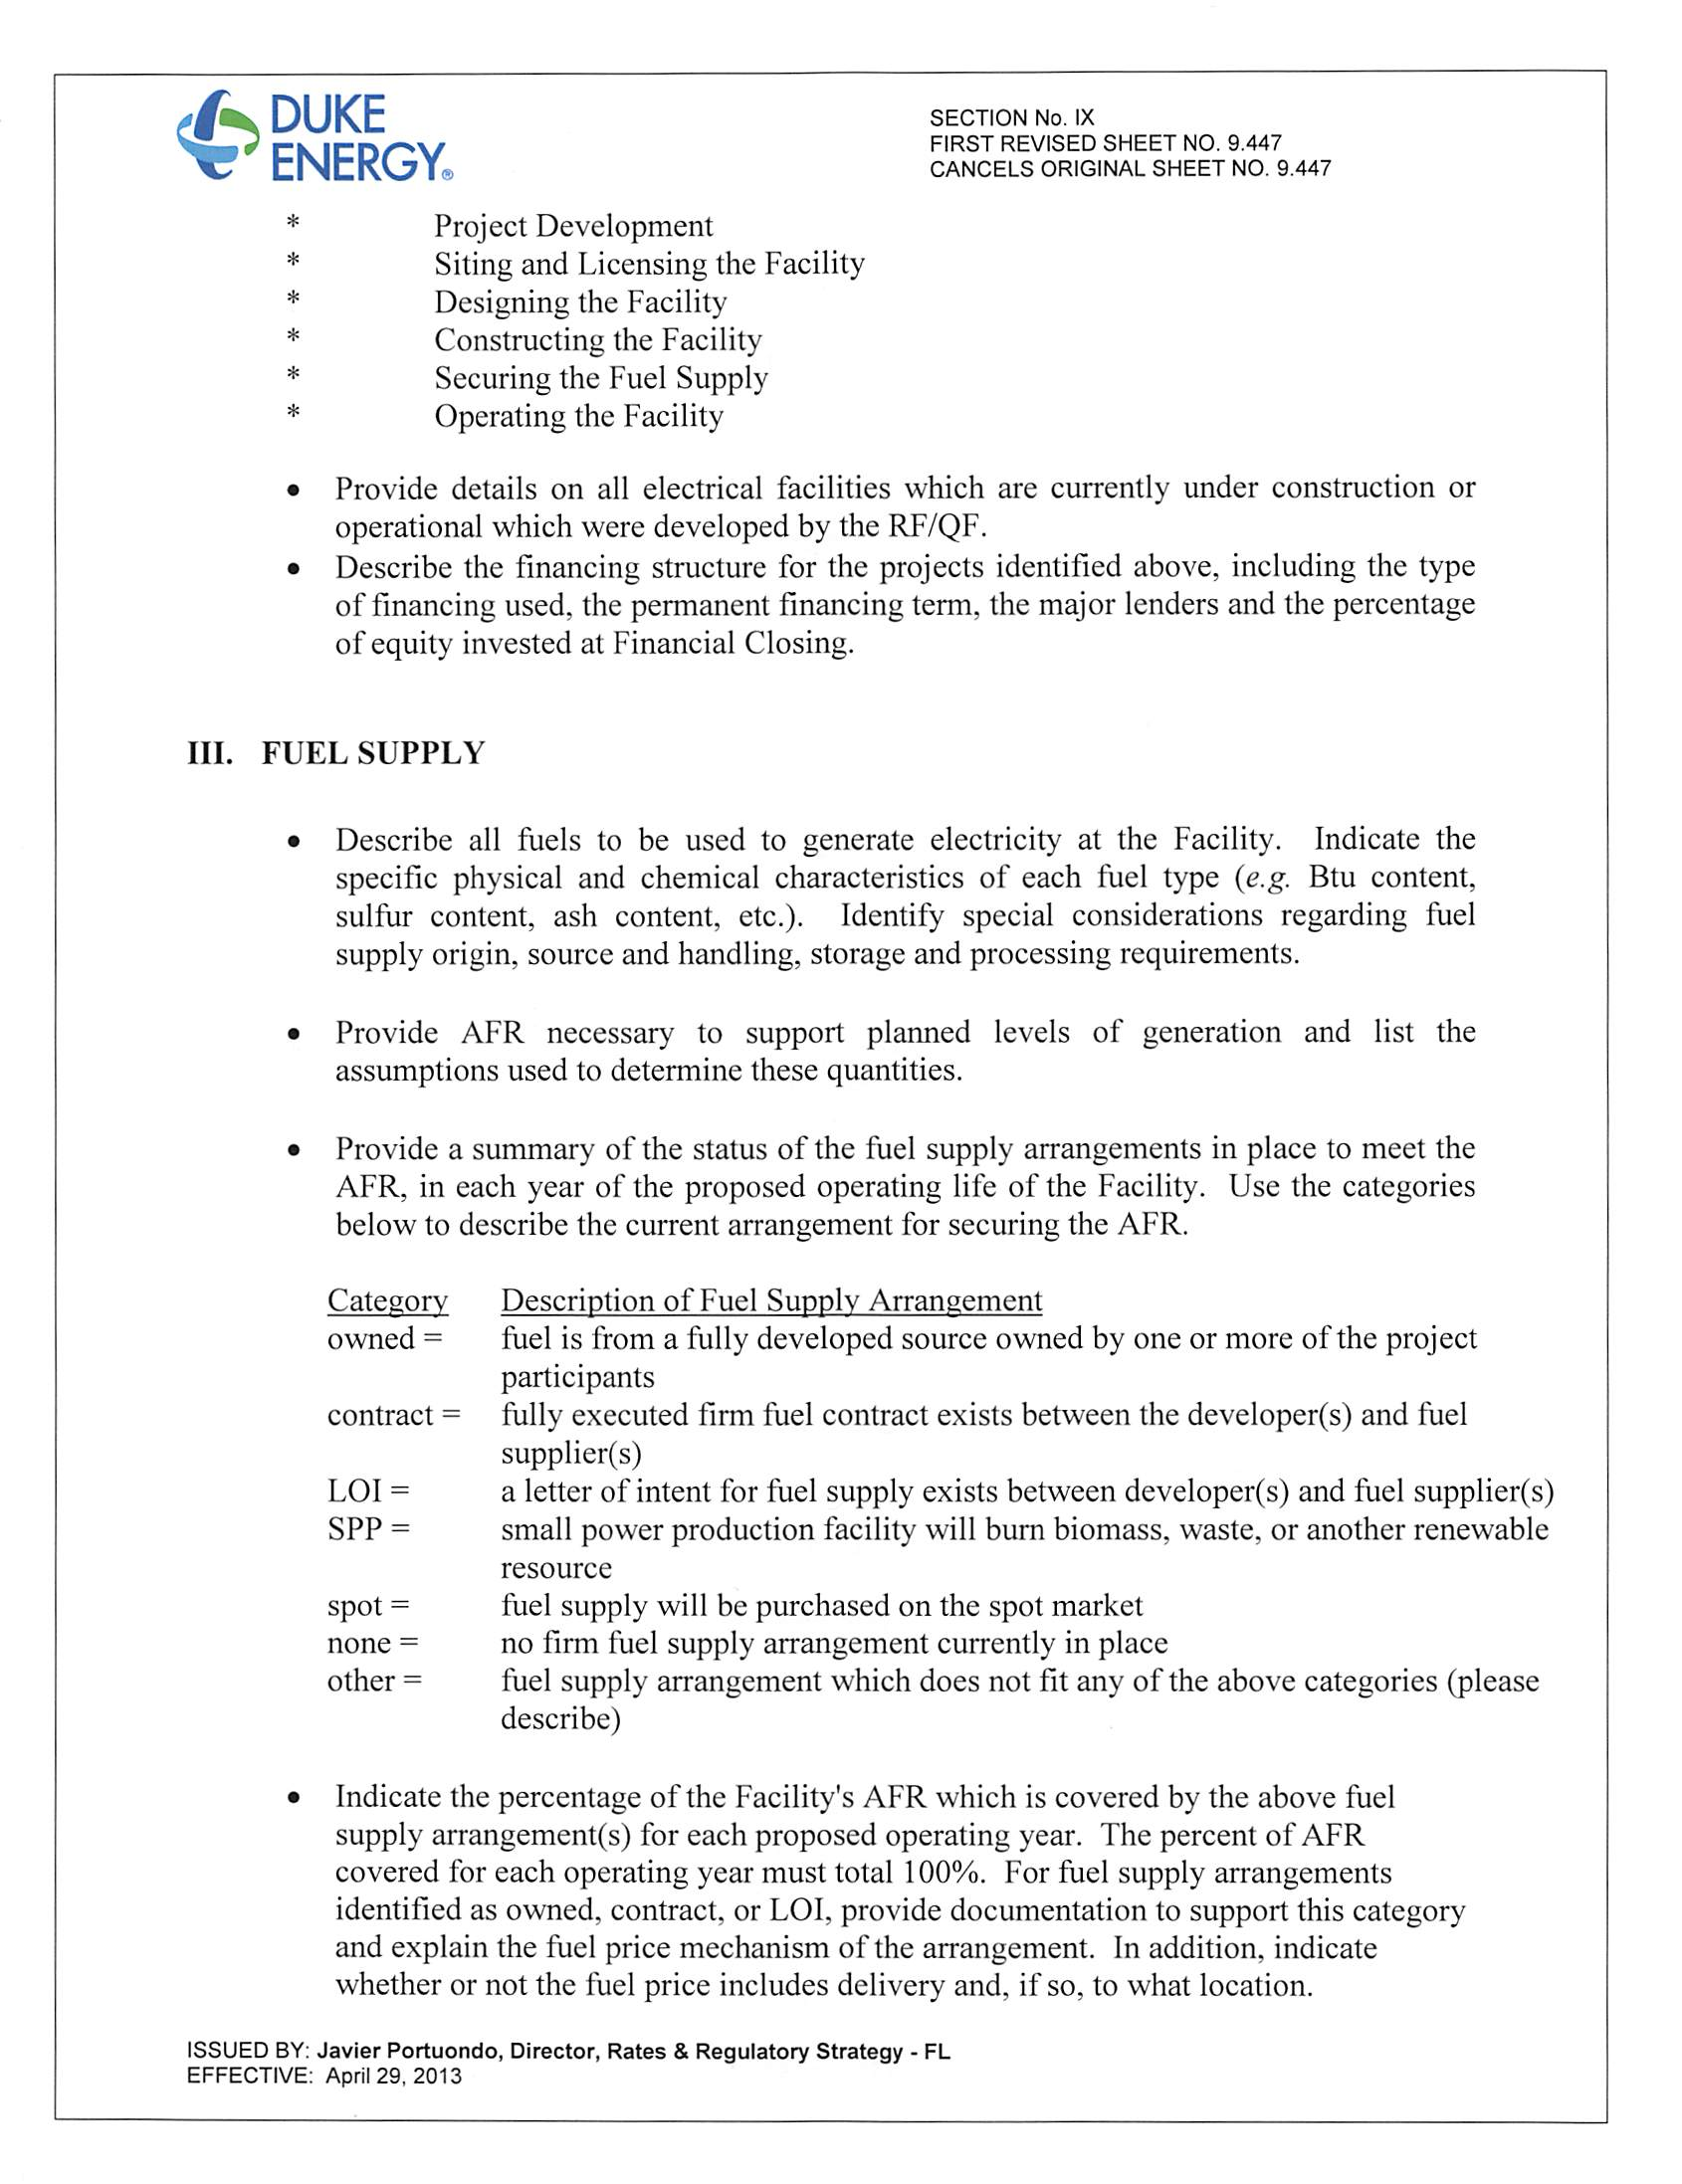 DUKE
ENERGY®
SECTION No. IX
FIRST REVISED SHEET NO. 9.447
CANCELS ORIGINAL SHEET NO. 9.447
* Project Development
* Siting and Licensing the Facility
* Designing the Facility
* Constructing the Facility
* Securing the Fuel Supply
* Operating the Facility
• Provide details on all electrical facilities which are currently under construction or
operational which were developed by the RF/QF.
• Describe the financing structure for the projects identified above, including the type
of financing used, the permanent financing term, the major lenders and the percentage
of equity invested at Financial Closing.
III. FUEL SUPPLY
• Describe all fuels to be used to generate electricity at the Facility. Indicate the
specific physical and chemical characteristics of each fuel type (e.g. Btu content,
sulfur content, ash content, etc.). Identify special considerations regarding fuel
supply origin, source and handling, storage and processing requirements.
• Provide AFR necessary to support planned levels of generation and list the
assumptions used to determine these quantities.
• Provide a summary of the status of the fuel supply arrangements in place to meet the
AFR, in each year of the proposed operating life of the Facility. Use the categories
below to describe the current arrangement for securing the AFR.
Category Description of Fuel Supply Arrangement
owned = fuel is from a fully developed source owned by one or more of the project
participants
contract = fully executed firm fuel contract exists between the developer(s) and fuel
supplier(s)
LOI = a letter of intent for fuel supply exists between developer(s) and fuel supplier(s)
SPP = small power production facility will burn biomass, waste, or another renewable
resource
spot = fuel supply will be purchased on the spot market
none = no firm fuel supply arrangement currently in place
other = fuel supply arrangement which does not fit any of the above categories (please
describe)
• Indicate the percentage of the Facility's AFR which is covered by the above fuel
supply arrangement(s) for each proposed operating year. The percent of AFR
covered for each operating year must total 100%. For fuel supply arrangements
identified as owned, contract, or LOI, provide documentation to support this category
and explain the fuel price mechanism of the arrangement. In addition, indicate
whether or not the fuel price includes delivery and, if so, to what location.
ISSUED BY: Javier Portuondo, Director, Rates & Regulatory Strategy - FL
EFFECTIVE: April 29, 2013